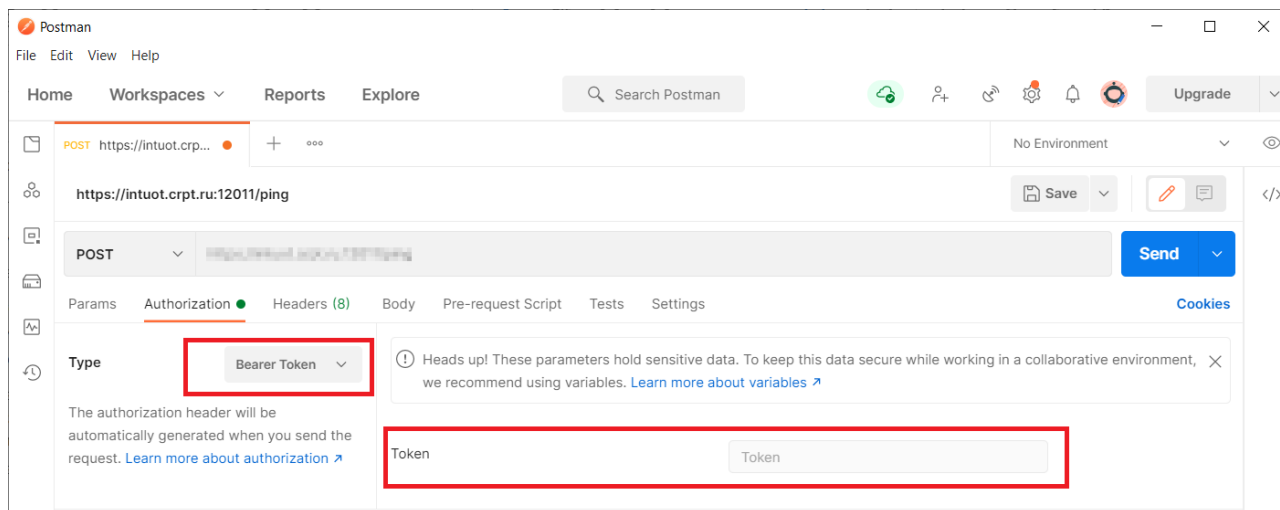 Postman
File Edit View Help
Home Workspaces Reports Explore Search Postman Upgrade
POST https://intuot.crp... No Environment
https://intuot.crpt.ru:12011/ping Save
POST Send
Params Authorization Headers (8) Body Pre-request Script Tests Settings Cookies
Type Bearer Token
Heads up! These parameters hold sensitive data. To keep this data secure while working in a collaborative environment,
we recommend using variables. Learn more about variables ↗
The authorization header will be
automatically generated when you send the
request. Learn more about authorization ↗
Token Token